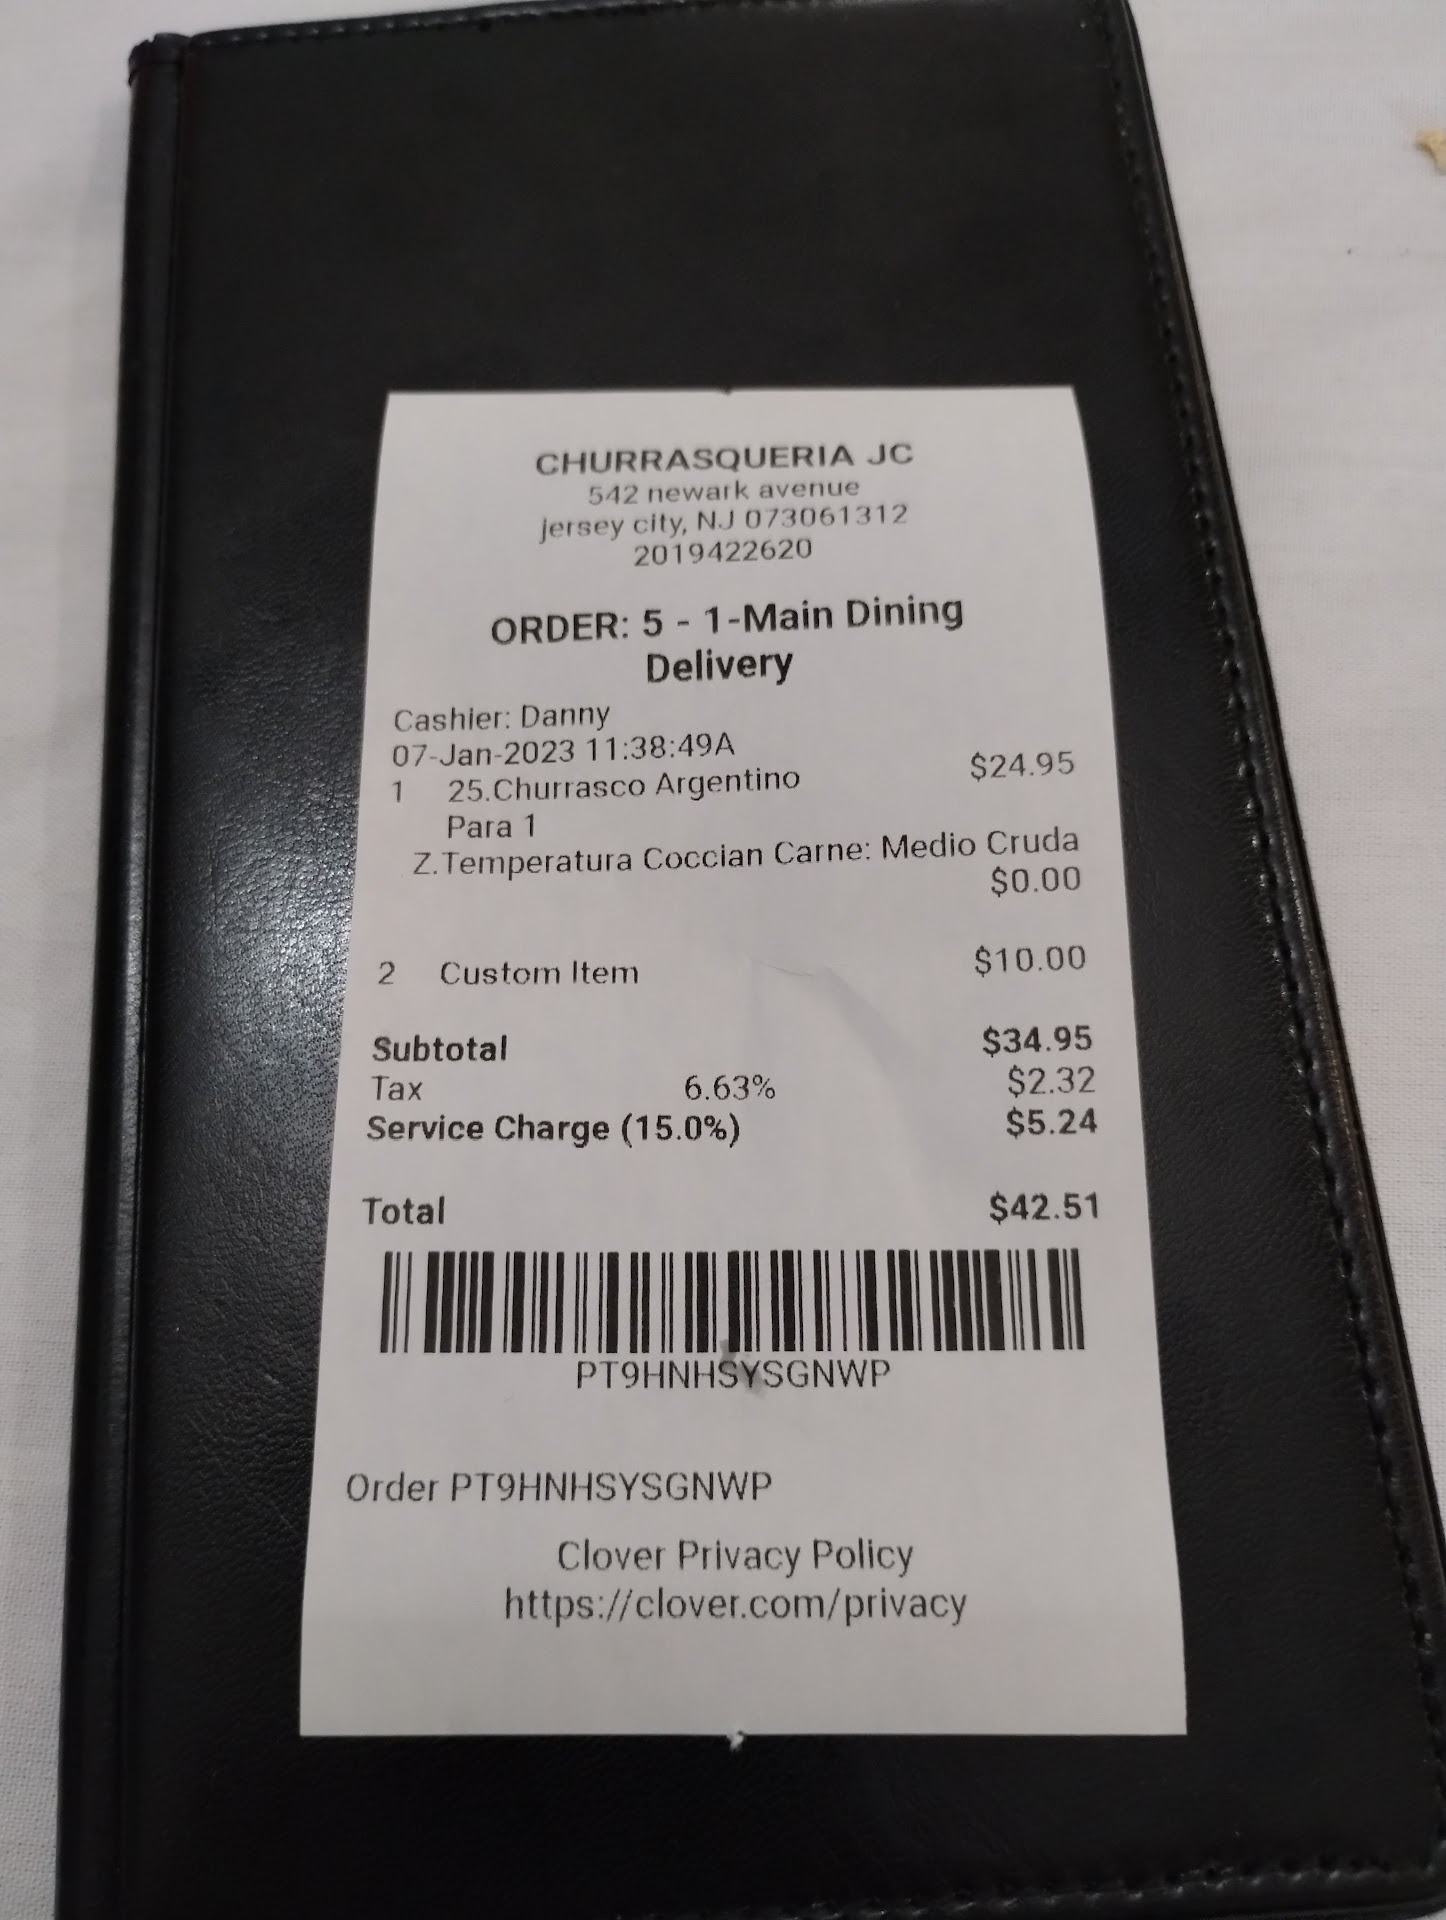 CHURRASQUERIA JC
542 newark avenue
jersey city, NJ 073061312
2019422620
ORDER: 5 - 1-Main Dining
Delivery
Cashier: Danny
07-Jan-2023 11:38:49A
1 25.Churrasco Argentino $24.95
Para 1
Z.Temperatura Coccian Carne: Medio Cruda
$0.00
2 Custom Item $10.00
Subtotal $34.95
Tax 6.63% $2.32
Service Charge (15.0%) $5.24
Total $42.51
PT9HNHSYSGNWP
Order PT9HNHSYSGNWP
Clover Privacy Policy
https://clover.com/privacy